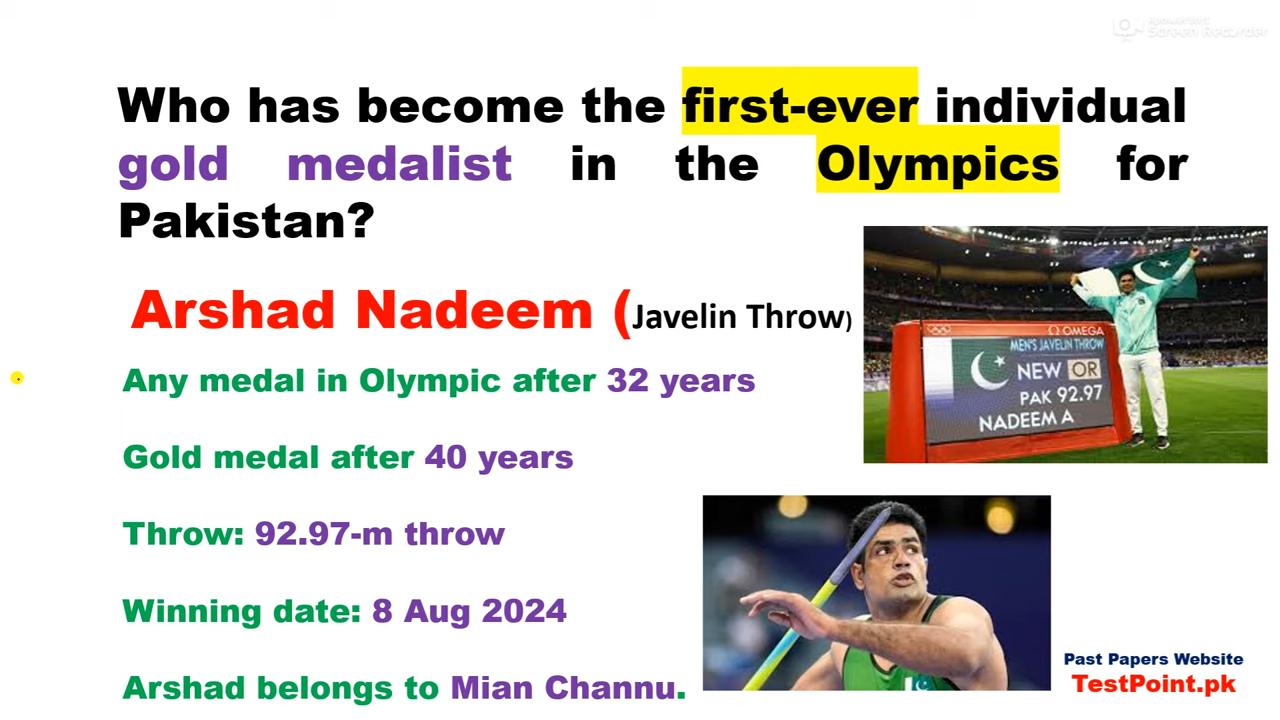 Apowersoft
Screen Recorder
Who has become the first-ever individual
gold medalist in the Olympics for
Pakistan?
Arshad Nadeem (Javelin Throw)
Any medal in Olympic after 32 years
Gold medal after 40 years
Throw: 92.97-m throw
Winning date: 8 Aug 2024
Arshad belongs to Mian Channu.
Ω OMEGA
MEN'S JAVELIN THROW
NEW OR
PAK 92.97
NADEEM A
Past Papers Website
TestPoint.pk